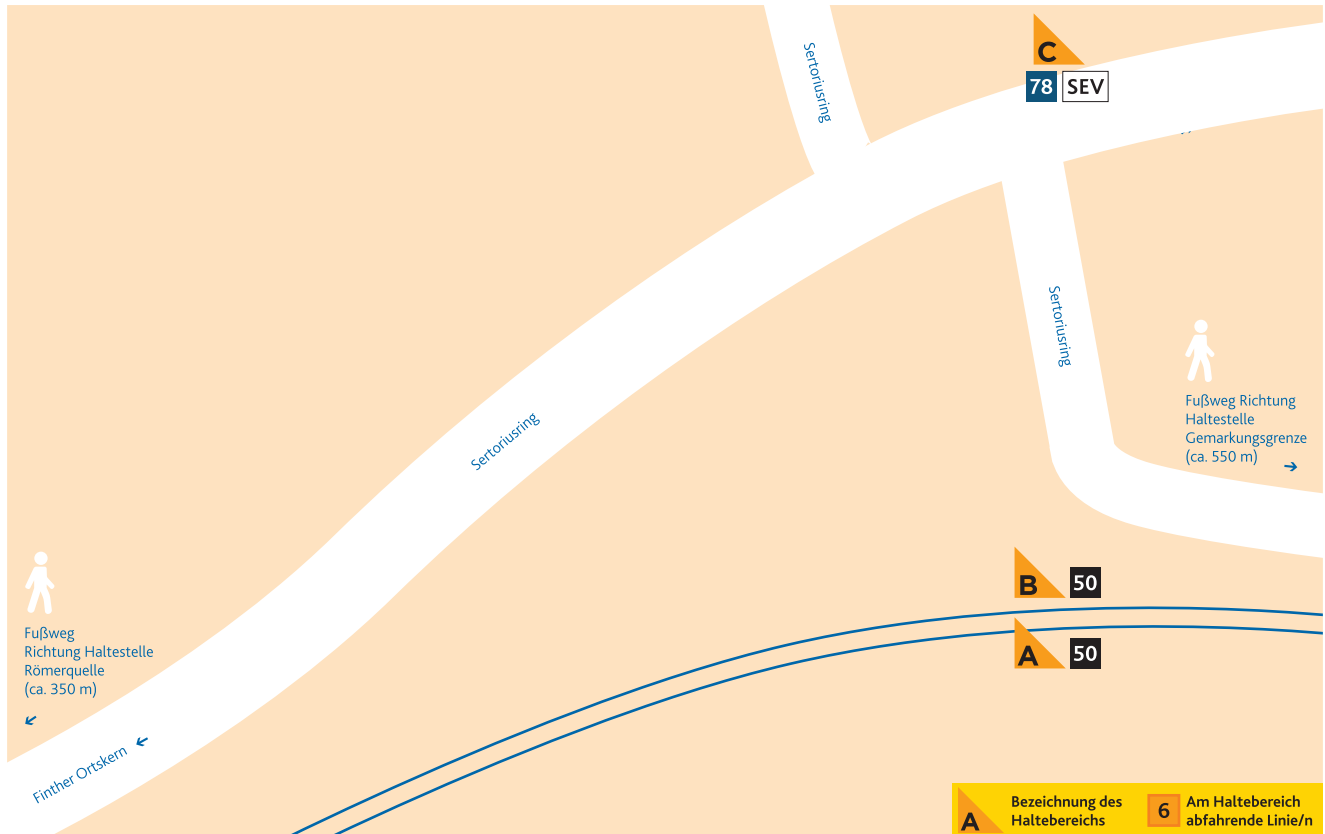 Sertoriusring
C
78 SEV
Sertoriusring
Sertoriusring
Fußweg Richtung
Haltestelle
Gemarkungsgrenze
(ca. 550 m) →
B 50
A 50
Fußweg
Richtung Haltestelle
Römerquelle
(ca. 350 m)
↙
Finther Ortskern ←
A
Bezeichnung des
Haltebereichs
6
Am Haltebereich
abfahrende Linie/n